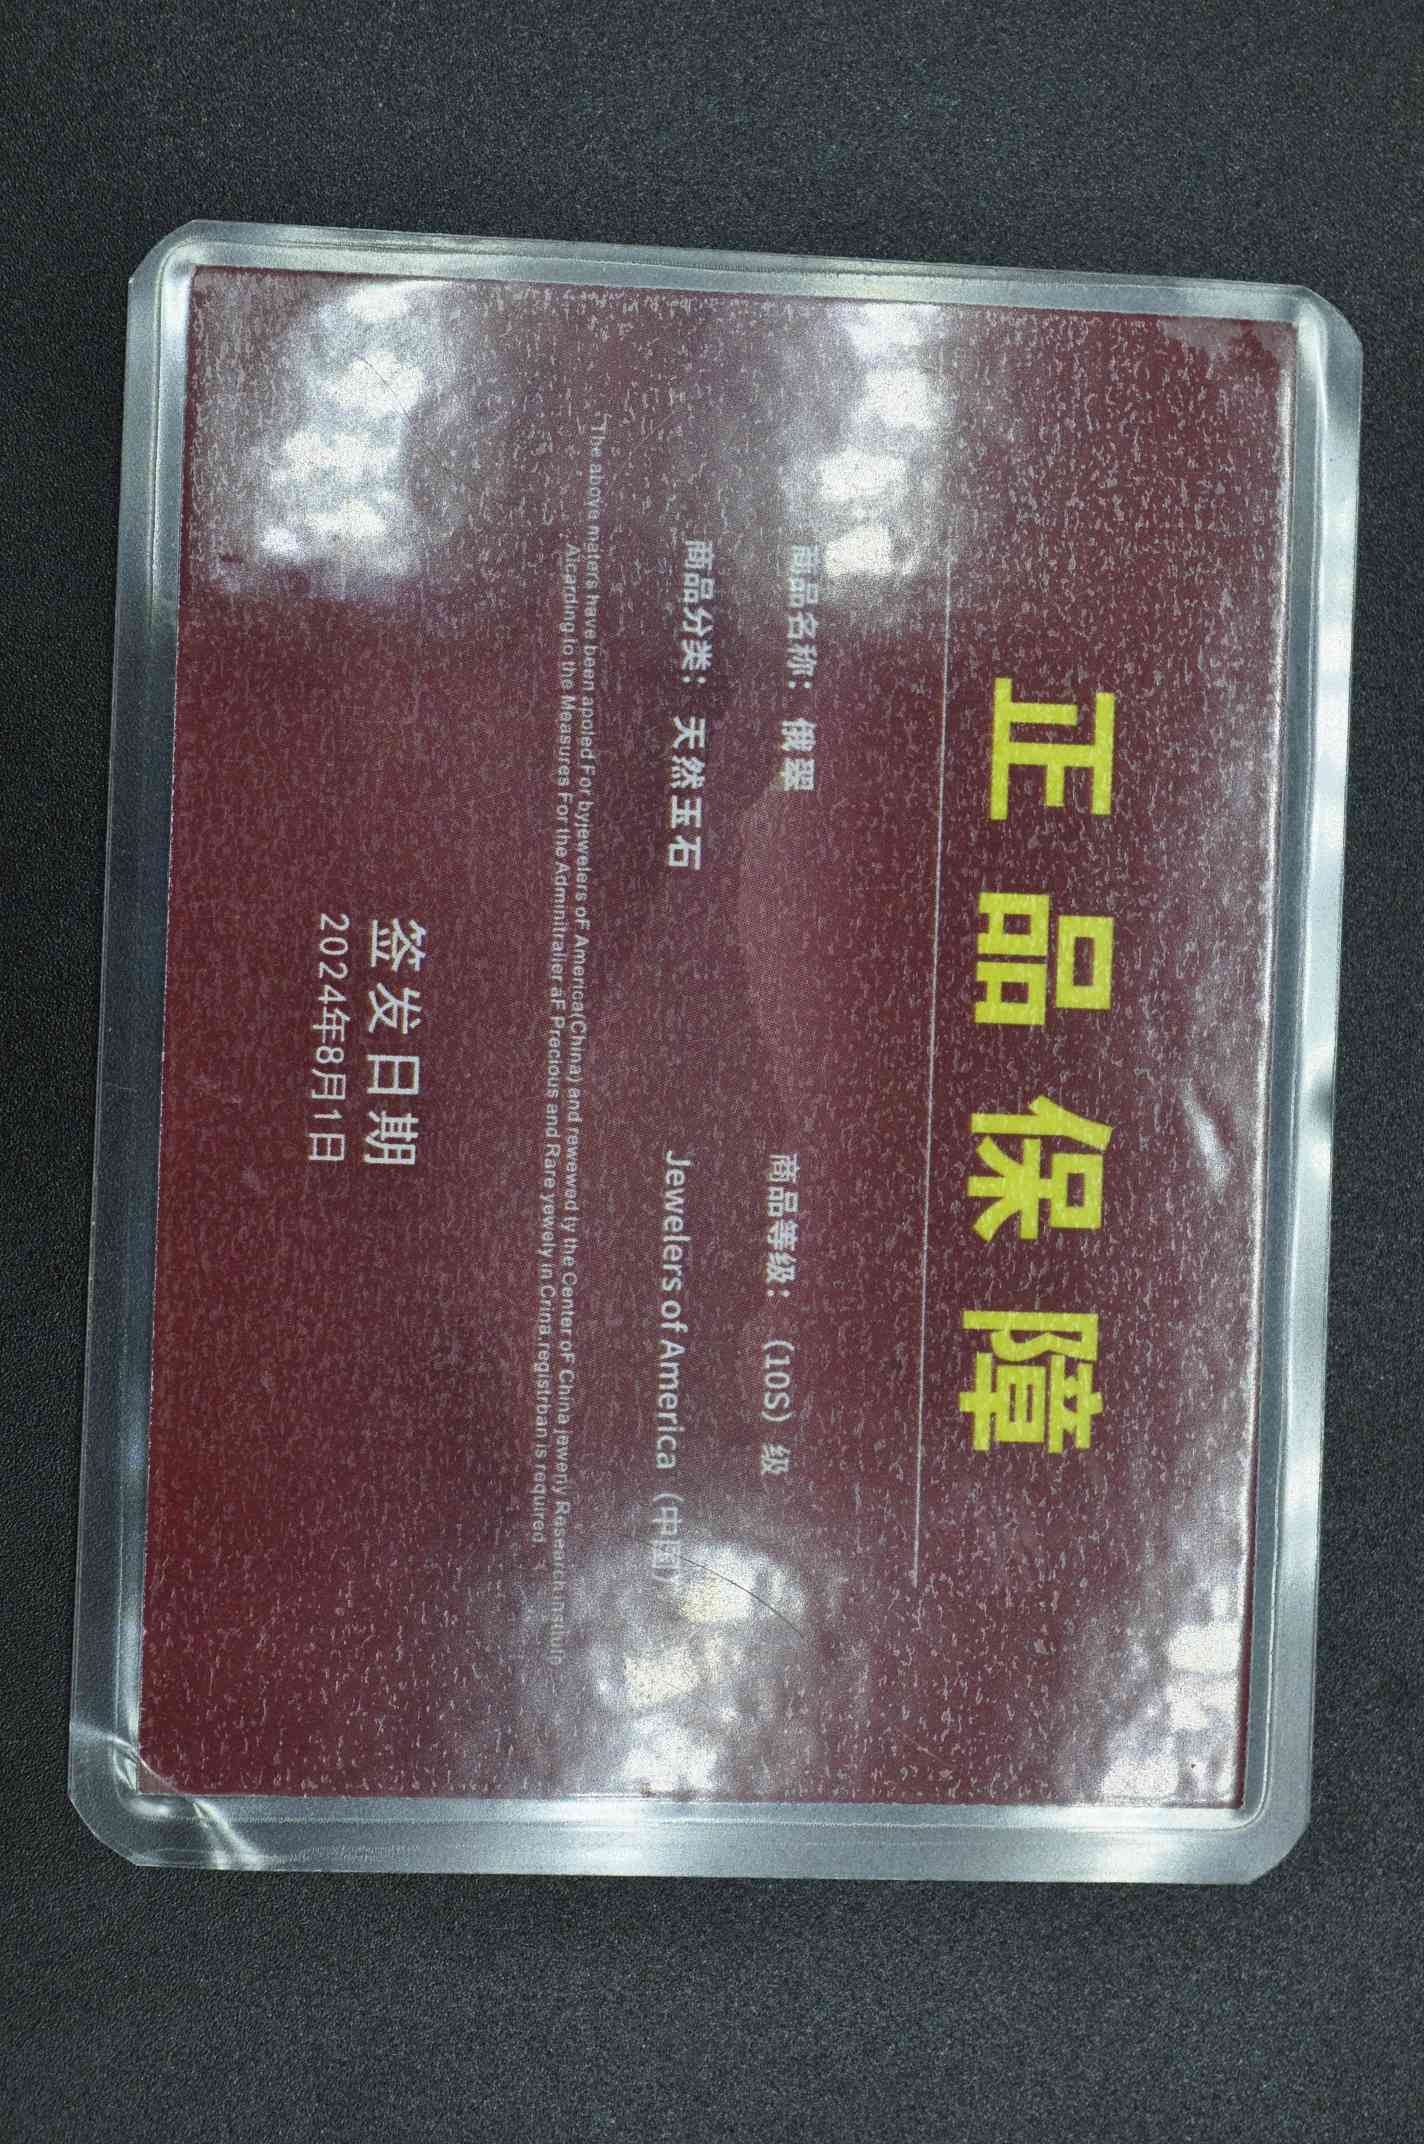 正品保障
商品名称：俄翠
商品等级：（10S）级
商品分类：天然玉石
Jewelers of America（中国）
The above maters have been apoled For byjewelers oF America(China) and rewewed ty the Center oF China jeweriy Research Instidule
Alcarding to the Measures For the Adminitralier aF Precious and Rare yewely in Crina.registrban is required
签发日期
2024年8月1日